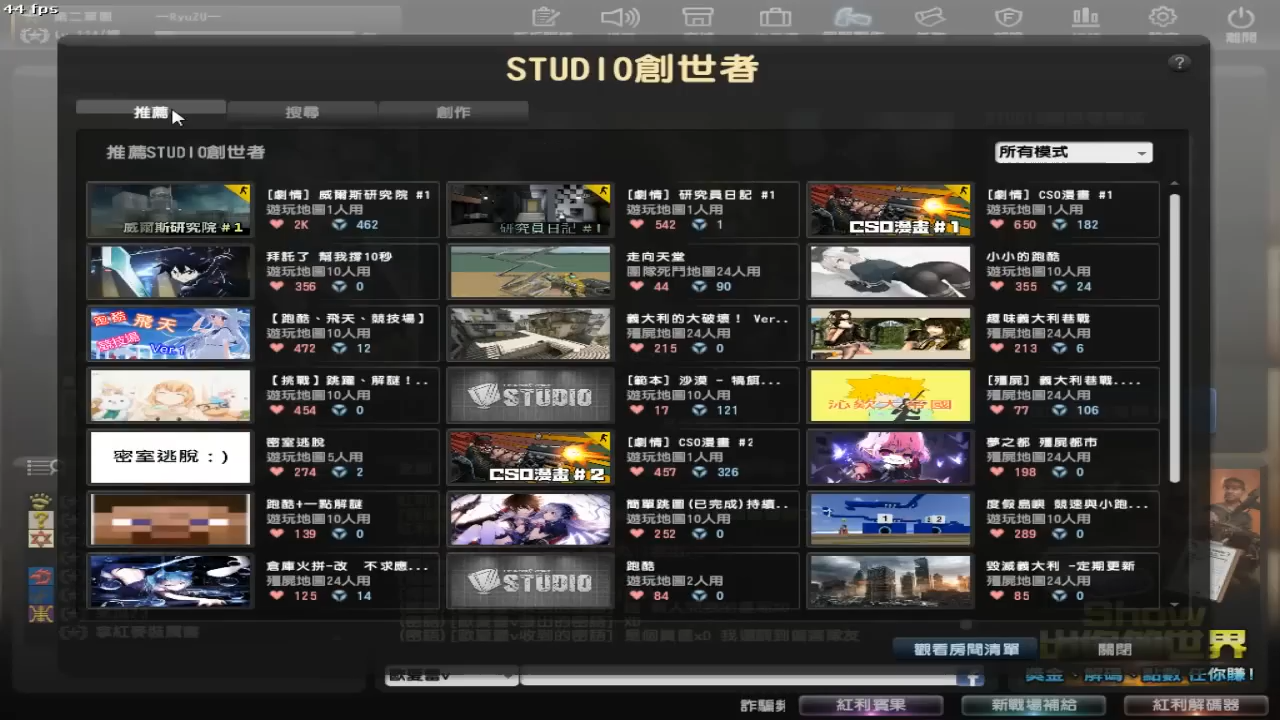 44 fps
第二軍團
—RyuZU—
離開
STUDIO創世者
?
推薦
搜尋
創作
推薦STUDIO創世者
所有模式
威爾斯研究院 #1
[劇情] 威爾斯研究院 #1
遊玩地圖1人用
2K 462
研究員日記 #1
[劇情] 研究員日記 #1
遊玩地圖1人用
542 1
CSO漫畫 #1
[劇情] CSO漫畫 #1
遊玩地圖1人用
650 182
拜託了 幫我撐10秒
遊玩地圖10人用
356 0
走向天堂
團隊死鬥地圖24人用
44 90
小小的跑酷
遊玩地圖10人用
355 24
跑酷 飛天
競技場 Ver.1
【跑酷、飛天、競技場】
遊玩地圖10人用
472 12
義大利的大破壞! Ver..
殭屍地圖24人用
215 0
趣味義大利巷戰
殭屍地圖24人用
213 6
【挑戰】跳躍、解謎!..
遊玩地圖10人用
454 0
STUDIO
[範本] 沙漠 - 犧餌...
遊玩地圖10人用
17 121
[殭屍] 義大利巷戰....
殭屍地圖24人用
77 106
密室逃脫 : )
密室逃脫
遊玩地圖5人用
274 2
CSO漫畫 #2
[劇情] CSO漫畫 #2
遊玩地圖1人用
457 326
夢之都 殭屍都市
殭屍地圖24人用
198 0
跑酷+一點解謎
遊玩地圖10人用
139 0
簡單跳圖(已完成)持續..
遊玩地圖10人用
252 0
1 2
度假島嶼 競速與小跑...
遊玩地圖10人用
289 0
倉庫火拼-改 不求應...
殭屍地圖24人用
125 14
STUDIO
跑酷
遊玩地圖2人用
84 0
毀滅義大利 -定期更新
殭屍地圖24人用
85 0
觀看房間清單
關閉
Show
界
獎金、解碼、點數 任你賺!
紅利賓果
新戰場補給
紅利解碼器